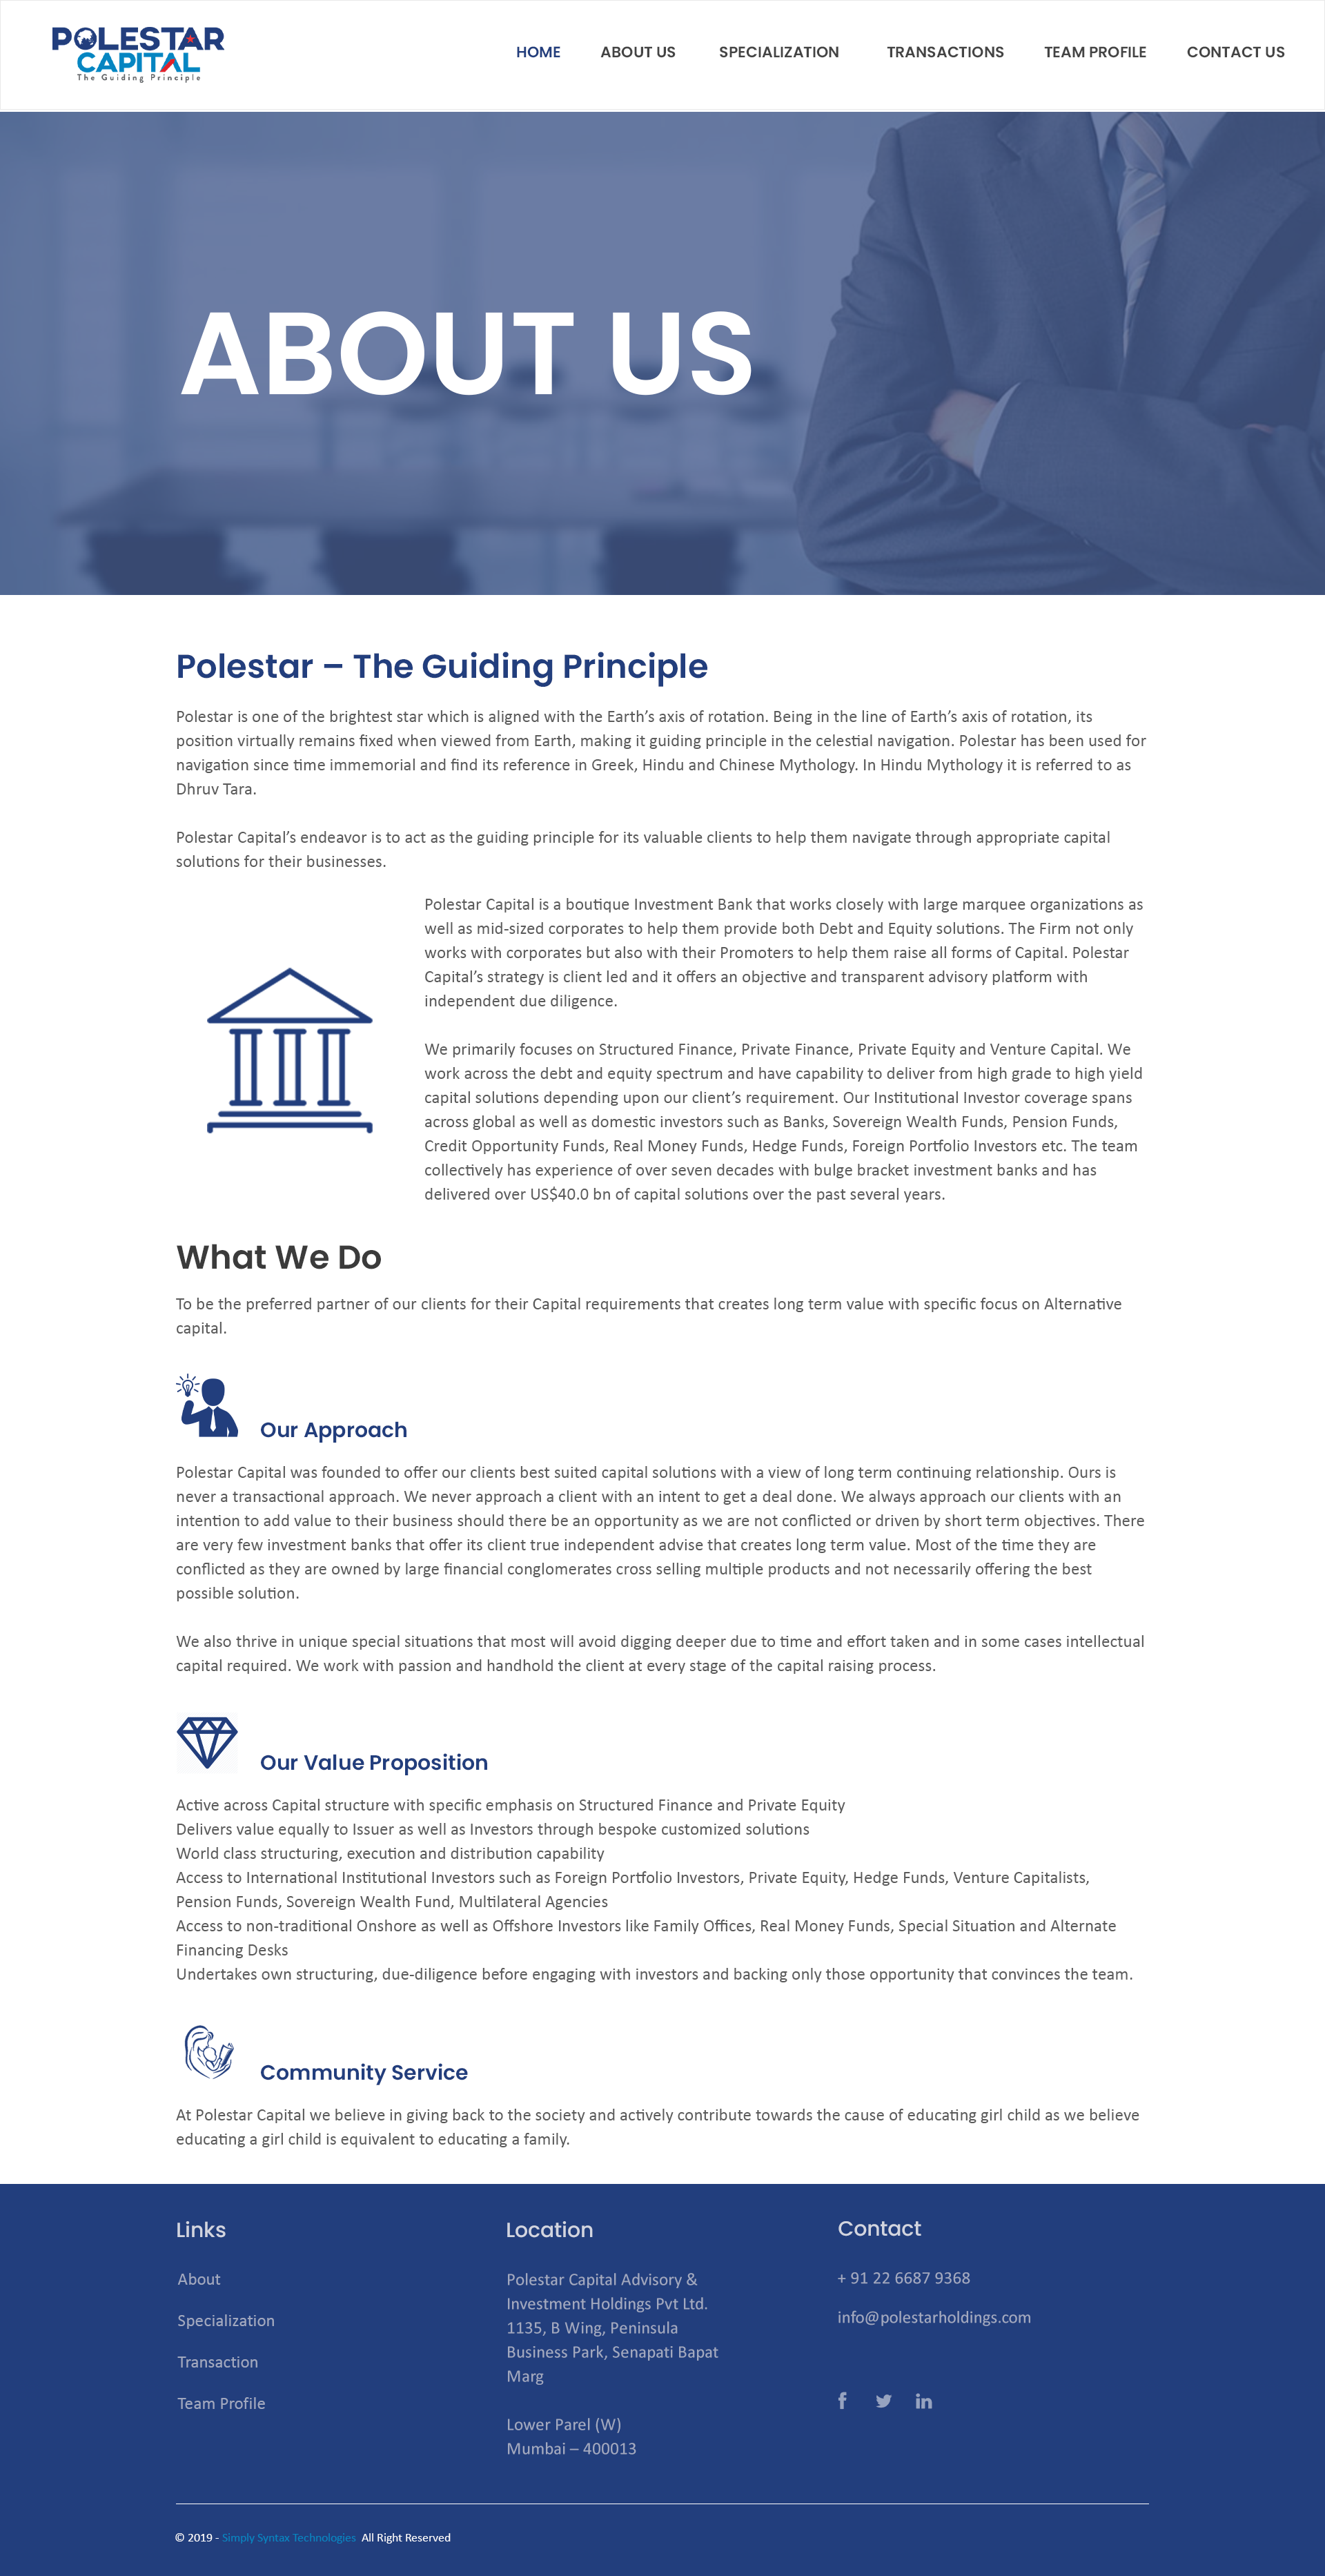 POLESTAR
CAPITAL
The Guiding Principle
HOME ABOUT US SPECIALIZATION TRANSACTIONS TEAM PROFILE CONTACT US
ABOUT US
Polestar – The Guiding Principle
Polestar is one of the brightest star which is aligned with the Earth’s axis of rotation. Being in the line of Earth’s axis of rotation, its
position virtually remains fixed when viewed from Earth, making it guiding principle in the celestial navigation. Polestar has been used for
navigation since time immemorial and find its reference in Greek, Hindu and Chinese Mythology. In Hindu Mythology it is referred to as
Dhruv Tara.
Polestar Capital’s endeavor is to act as the guiding principle for its valuable clients to help them navigate through appropriate capital
solutions for their businesses.
Polestar Capital is a boutique Investment Bank that works closely with large marquee organizations as
well as mid-sized corporates to help them provide both Debt and Equity solutions. The Firm not only
works with corporates but also with their Promoters to help them raise all forms of Capital. Polestar
Capital’s strategy is client led and it offers an objective and transparent advisory platform with
independent due diligence.
We primarily focuses on Structured Finance, Private Finance, Private Equity and Venture Capital. We
work across the debt and equity spectrum and have capability to deliver from high grade to high yield
capital solutions depending upon our client’s requirement. Our Institutional Investor coverage spans
across global as well as domestic investors such as Banks, Sovereign Wealth Funds, Pension Funds,
Credit Opportunity Funds, Real Money Funds, Hedge Funds, Foreign Portfolio Investors etc. The team
collectively has experience of over seven decades with bulge bracket investment banks and has
delivered over US$40.0 bn of capital solutions over the past several years.
What We Do
To be the preferred partner of our clients for their Capital requirements that creates long term value with specific focus on Alternative
capital.
Our Approach
Polestar Capital was founded to offer our clients best suited capital solutions with a view of long term continuing relationship. Ours is
never a transactional approach. We never approach a client with an intent to get a deal done. We always approach our clients with an
intention to add value to their business should there be an opportunity as we are not conflicted or driven by short term objectives. There
are very few investment banks that offer its client true independent advise that creates long term value. Most of the time they are
conflicted as they are owned by large financial conglomerates cross selling multiple products and not necessarily offering the best
possible solution.
We also thrive in unique special situations that most will avoid digging deeper due to time and effort taken and in some cases intellectual
capital required. We work with passion and handhold the client at every stage of the capital raising process.
Our Value Proposition
Active across Capital structure with specific emphasis on Structured Finance and Private Equity
Delivers value equally to Issuer as well as Investors through bespoke customized solutions
World class structuring, execution and distribution capability
Access to International Institutional Investors such as Foreign Portfolio Investors, Private Equity, Hedge Funds, Venture Capitalists,
Pension Funds, Sovereign Wealth Fund, Multilateral Agencies
Access to non-traditional Onshore as well as Offshore Investors like Family Offices, Real Money Funds, Special Situation and Alternate
Financing Desks
Undertakes own structuring, due-diligence before engaging with investors and backing only those opportunity that convinces the team.
Community Service
At Polestar Capital we believe in giving back to the society and actively contribute towards the cause of educating girl child as we believe
educating a girl child is equivalent to educating a family.
Links
About
Specialization
Transaction
Team Profile
Location
Polestar Capital Advisory &
Investment Holdings Pvt Ltd.
1135, B Wing, Peninsula
Business Park, Senapati Bapat
Marg
Lower Parel (W)
Mumbai – 400013
Contact
+ 91 22 6687 9368
info@polestarholdings.com
© 2019 - Simply Syntax Technologies All Right Reserved